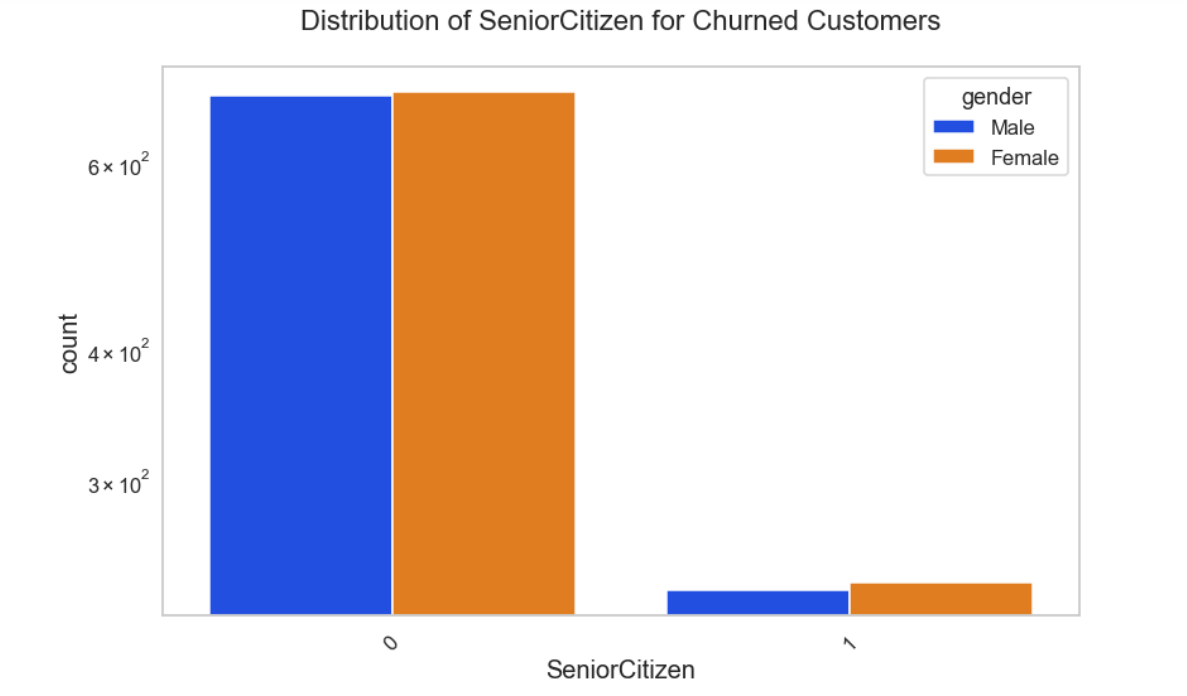 Distribution of SeniorCitizen for Churned Customers
gender
Male
Female
6 × 10²
4 × 10²
3 × 10²
count
0
1
SeniorCitizen